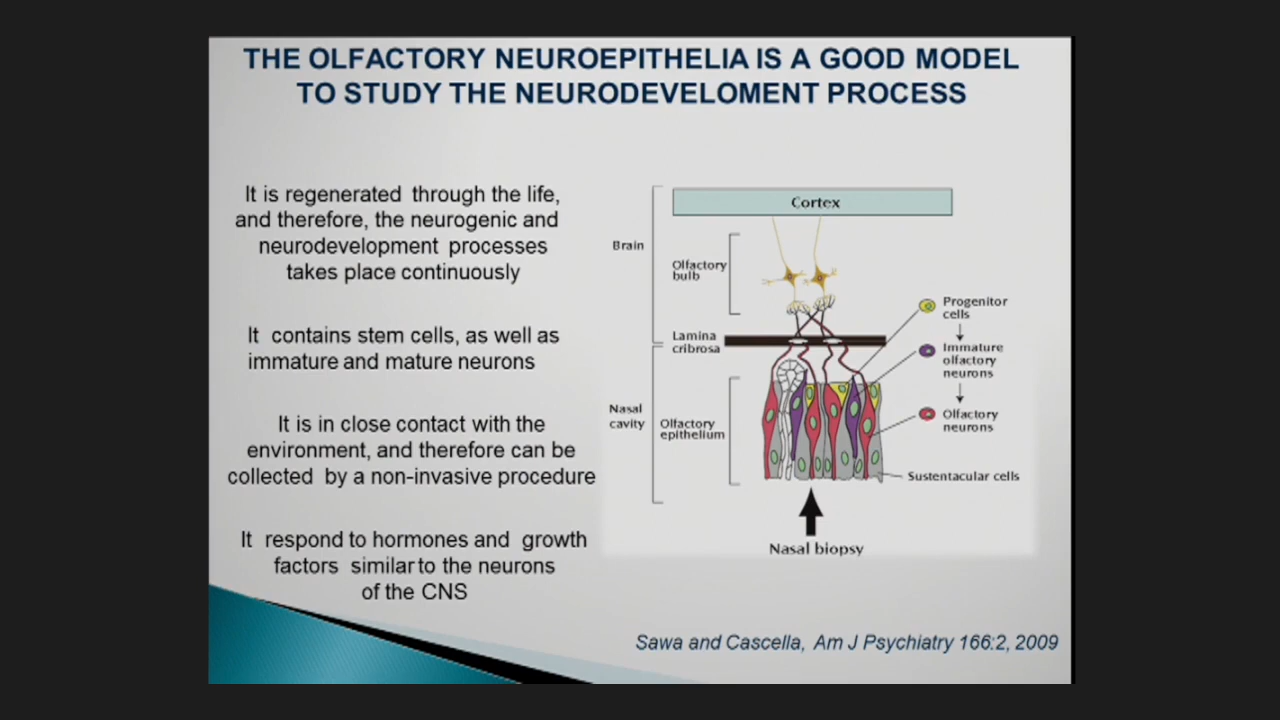 THE OLFACTORY NEUROEPITHELIA IS A GOOD MODEL
TO STUDY THE NEURODEVELOMENT PROCESS
It is regenerated through the life,
and therefore, the neurogenic and
neurodevelopment processes
takes place continuously
It contains stem cells, as well as
immature and mature neurons
It is in close contact with the
environment, and therefore can be
collected by a non-invasive procedure
It respond to hormones and growth
factors similar to the neurons
of the CNS
Cortex
Brain
Olfactory
bulb
Lamina
cribrosa
Nasal
cavity
Olfactory
epithelium
Progenitor
cells
Immature
olfactory
neurons
Olfactory
neurons
Sustentacular cells
Nasal biopsy
Sawa and Cascella, Am J Psychiatry 166:2, 2009